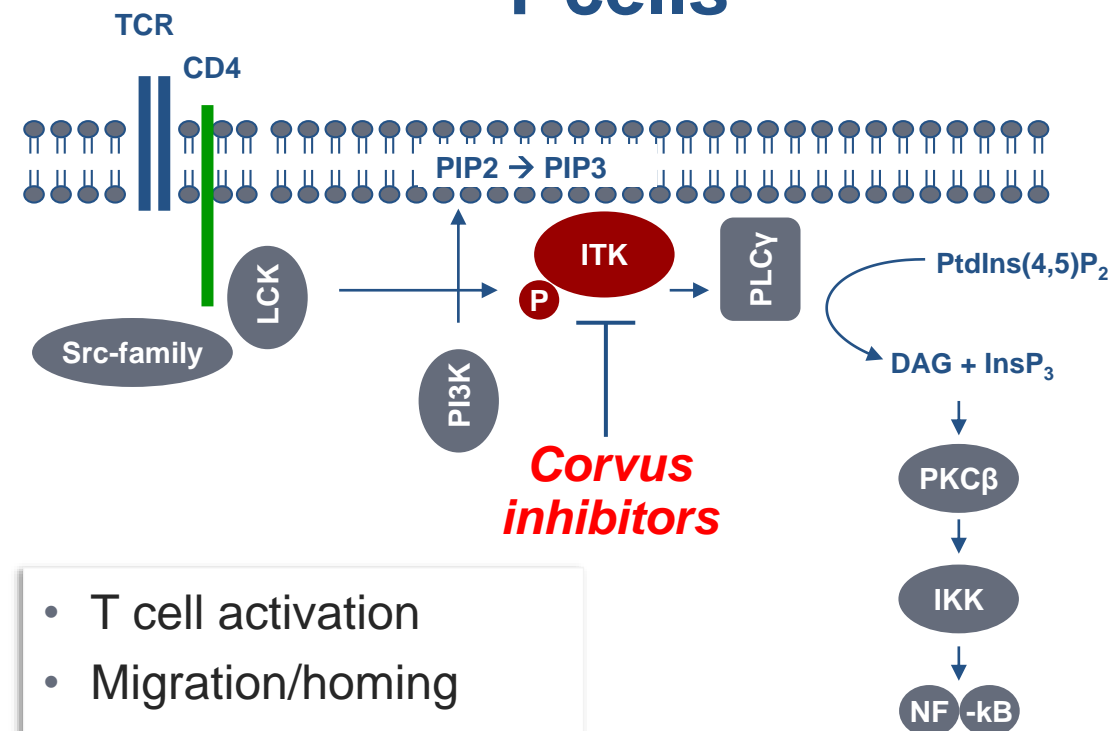 T cells
TCR
CD4
PIP2 → PIP3
ITK
P
LCK
PLCγ
PtdIns(4,5)P₂
Src-family
PI3K
DAG + InsP₃
Corvus
inhibitors
PKCβ
IKK
NF -kB
• T cell activation
• Migration/homing